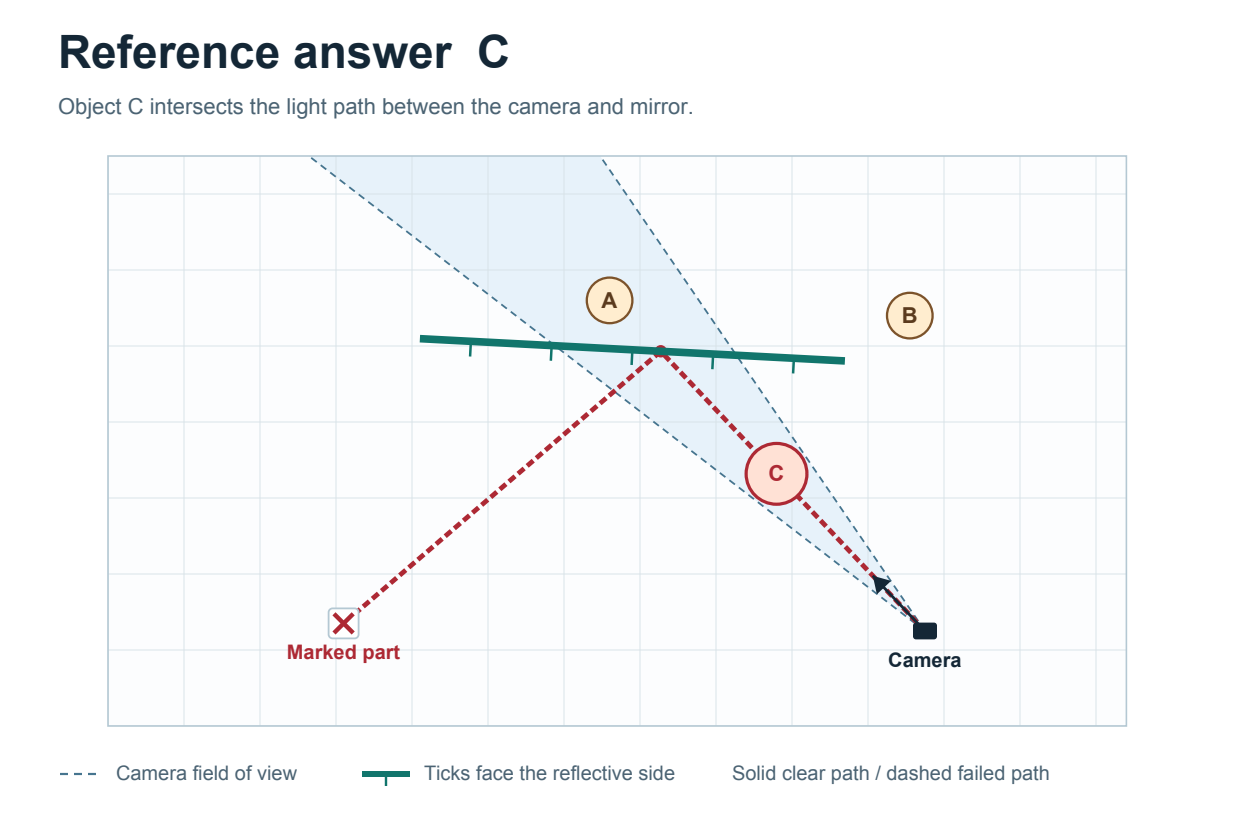 Reference answer C
Object C intersects the light path between the camera and mirror.
A
B
C
Marked part
Camera
Camera field of view
Ticks face the reflective side
Solid clear path / dashed failed path